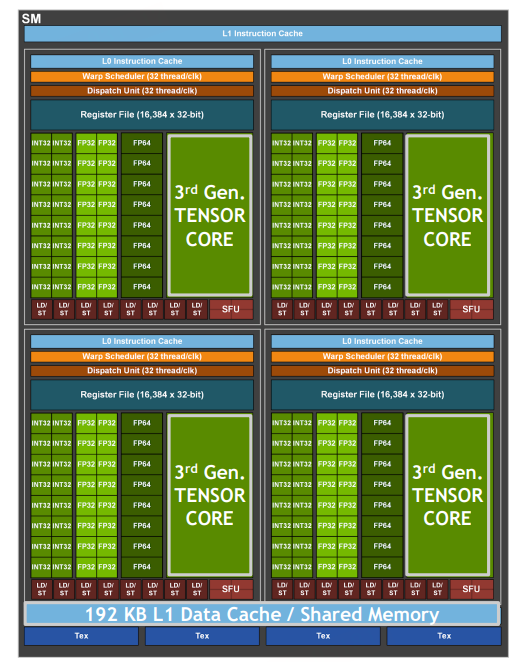 SM
L1 Instruction Cache
L0 Instruction Cache
Warp Scheduler (32 thread/clk)
Dispatch Unit (32 thread/clk)
Register File (16,384 x 32-bit)
INT32 INT32 FP32 FP32 FP64
INT32 INT32 FP32 FP32 FP64
INT32 INT32 FP32 FP32 FP64
INT32 INT32 FP32 FP32 FP64
INT32 INT32 FP32 FP32 FP64
INT32 INT32 FP32 FP32 FP64
INT32 INT32 FP32 FP32 FP64
INT32 INT32 FP32 FP32 FP64
3rd Gen.
TENSOR
CORE
LD/ LD/ LD/ LD/ LD/ LD/ LD/ LD/
ST ST ST ST ST ST ST ST
SFU
L0 Instruction Cache
Warp Scheduler (32 thread/clk)
Dispatch Unit (32 thread/clk)
Register File (16,384 x 32-bit)
INT32 INT32 FP32 FP32 FP64
INT32 INT32 FP32 FP32 FP64
INT32 INT32 FP32 FP32 FP64
INT32 INT32 FP32 FP32 FP64
INT32 INT32 FP32 FP32 FP64
INT32 INT32 FP32 FP32 FP64
INT32 INT32 FP32 FP32 FP64
INT32 INT32 FP32 FP32 FP64
3rd Gen.
TENSOR
CORE
LD/ LD/ LD/ LD/ LD/ LD/ LD/ LD/
ST ST ST ST ST ST ST ST
SFU
L0 Instruction Cache
Warp Scheduler (32 thread/clk)
Dispatch Unit (32 thread/clk)
Register File (16,384 x 32-bit)
INT32 INT32 FP32 FP32 FP64
INT32 INT32 FP32 FP32 FP64
INT32 INT32 FP32 FP32 FP64
INT32 INT32 FP32 FP32 FP64
INT32 INT32 FP32 FP32 FP64
INT32 INT32 FP32 FP32 FP64
INT32 INT32 FP32 FP32 FP64
INT32 INT32 FP32 FP32 FP64
3rd Gen.
TENSOR
CORE
LD/ LD/ LD/ LD/ LD/ LD/ LD/ LD/
ST ST ST ST ST ST ST ST
SFU
L0 Instruction Cache
Warp Scheduler (32 thread/clk)
Dispatch Unit (32 thread/clk)
Register File (16,384 x 32-bit)
INT32 INT32 FP32 FP32 FP64
INT32 INT32 FP32 FP32 FP64
INT32 INT32 FP32 FP32 FP64
INT32 INT32 FP32 FP32 FP64
INT32 INT32 FP32 FP32 FP64
INT32 INT32 FP32 FP32 FP64
INT32 INT32 FP32 FP32 FP64
INT32 INT32 FP32 FP32 FP64
3rd Gen.
TENSOR
CORE
LD/ LD/ LD/ LD/ LD/ LD/ LD/ LD/
ST ST ST ST ST ST ST ST
SFU
192 KB L1 Data Cache / Shared Memory
Tex Tex Tex Tex